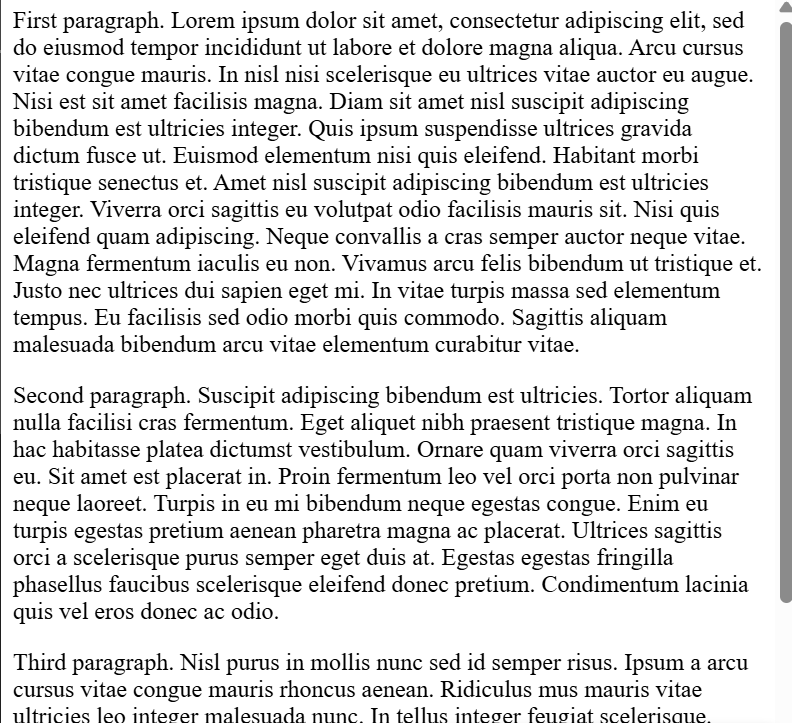 First paragraph. Lorem ipsum dolor sit amet, consectetur adipiscing elit, sed
do eiusmod tempor incididunt ut labore et dolore magna aliqua. Arcu cursus
vitae congue mauris. In nisl nisi scelerisque eu ultrices vitae auctor eu augue.
Nisi est sit amet facilisis magna. Diam sit amet nisl suscipit adipiscing
bibendum est ultricies integer. Quis ipsum suspendisse ultrices gravida
dictum fusce ut. Euismod elementum nisi quis eleifend. Habitant morbi
tristique senectus et. Amet nisl suscipit adipiscing bibendum est ultricies
integer. Viverra orci sagittis eu volutpat odio facilisis mauris sit. Nisi quis
eleifend quam adipiscing. Neque convallis a cras semper auctor neque vitae.
Magna fermentum iaculis eu non. Vivamus arcu felis bibendum ut tristique et.
Justo nec ultrices dui sapien eget mi. In vitae turpis massa sed elementum
tempus. Eu facilisis sed odio morbi quis commodo. Sagittis aliquam
malesuada bibendum arcu vitae elementum curabitur vitae.
Second paragraph. Suscipit adipiscing bibendum est ultricies. Tortor aliquam
nulla facilisi cras fermentum. Eget aliquet nibh praesent tristique magna. In
hac habitasse platea dictumst vestibulum. Ornare quam viverra orci sagittis
eu. Sit amet est placerat in. Proin fermentum leo vel orci porta non pulvinar
neque laoreet. Turpis in eu mi bibendum neque egestas congue. Enim eu
turpis egestas pretium aenean pharetra magna ac placerat. Ultrices sagittis
orci a scelerisque purus semper eget duis at. Egestas egestas fringilla
phasellus faucibus scelerisque eleifend donec pretium. Condimentum lacinia
quis vel eros donec ac odio.
Third paragraph. Nisl purus in mollis nunc sed id semper risus. Ipsum a arcu
cursus vitae congue mauris rhoncus aenean. Ridiculus mus mauris vitae
ultricies leo integer malesuada nunc. In tellus integer feugiat scelerisque.